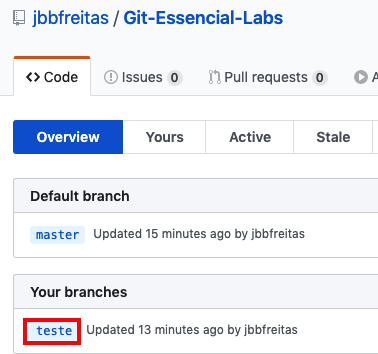 jbbfreitas / Git-Essencial-Labs
Code Issues 0 Pull requests 0 A
Overview Yours Active Stale
Default branch
master Updated 15 minutes ago by jbbfreitas
Your branches
teste Updated 13 minutes ago by jbbfreitas